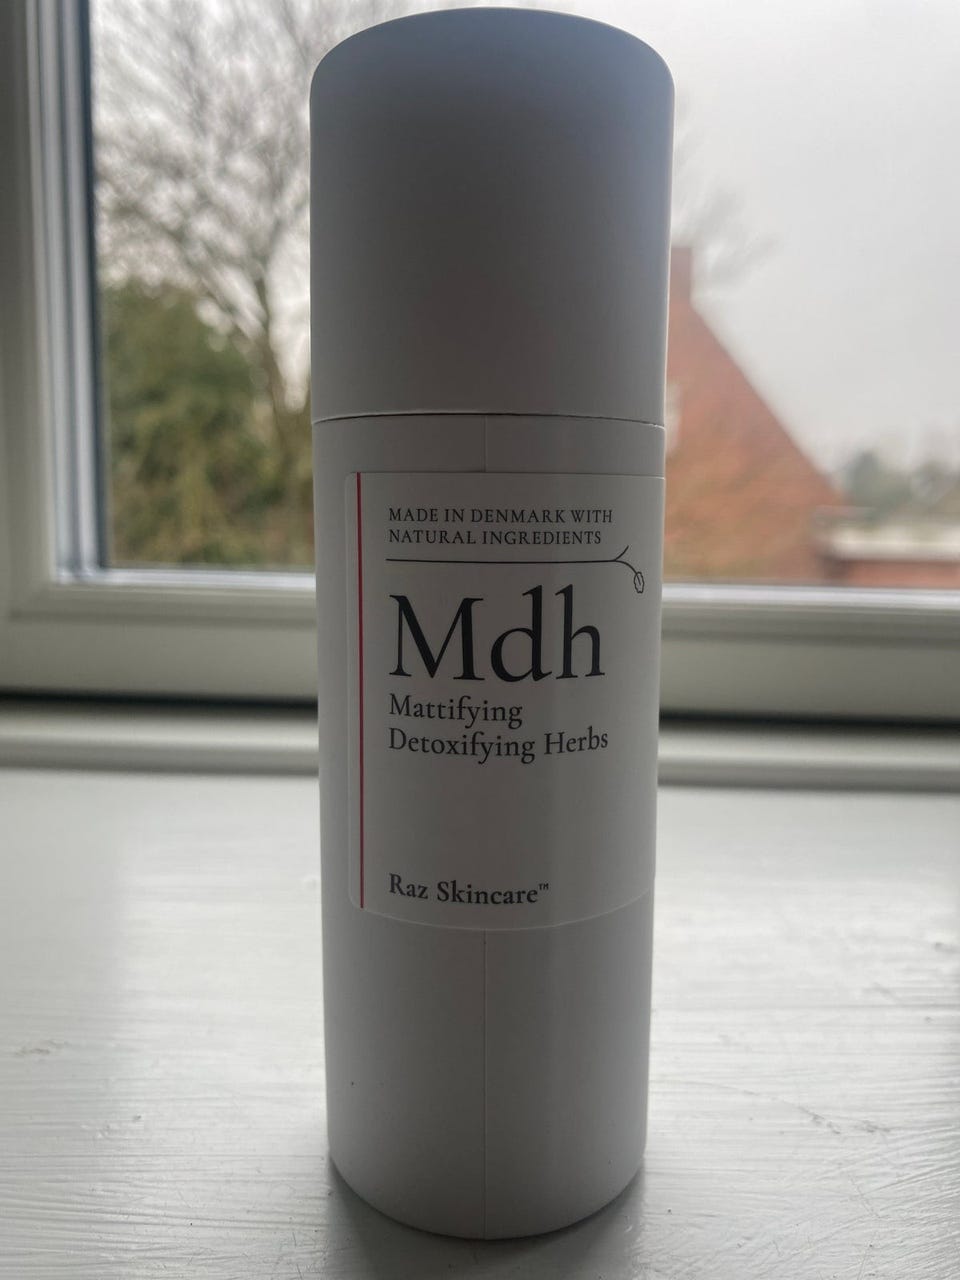 MADE IN DENMARK WITH
NATURAL INGREDIENTS
Mdh
Mattifying
Detoxifying Herbs
Raz Skincare™